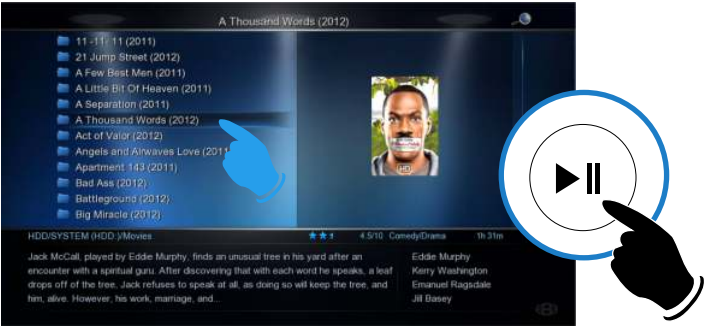 A Thousand Words (2012)
11 -11- 11 (2011)
21 Jump Street (2012)
A Few Best Men (2011)
A Little Bit Of Heaven (2011)
A Separation (2011)
A Thousand Words (2012)
Act of Valor (2012)
Angels and Airwaves Love (2011
Apartment 143 (2011)
Bad Ass (2012)
Battleground (2012)
Big Miracle (2012)
HD
HDD/SYSTEM (HDD )/Movies 4.5/10 Comedy/Drama 1h 31m
Jack McCall, played by Eddie Murphy, finds an unusual tree in his yard after an
encounter with a spiritual guru. After discovering that with each word he speaks, a leaf
drops off of the tree, Jack refuses to speak at all, as doing so will keep the tree, and
him, alive. However, his work, marriage, and...
Eddie Murphy
Kerry Washington
Emanuel Ragsdale
Jill Basey